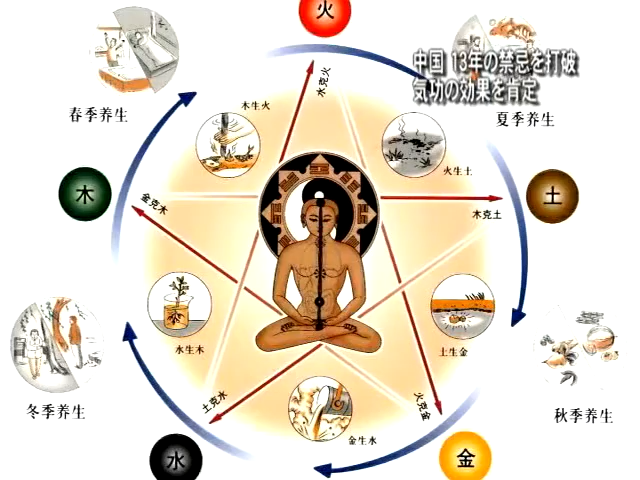 火
中国 13年の禁忌を打破
気功の効果を肯定
春季养生
夏季养生
木生火
水克火
火生土
木
金克木
木克土
土
水生木
土生金
冬季养生
秋季养生
土克水
火克金
金生水
水
金